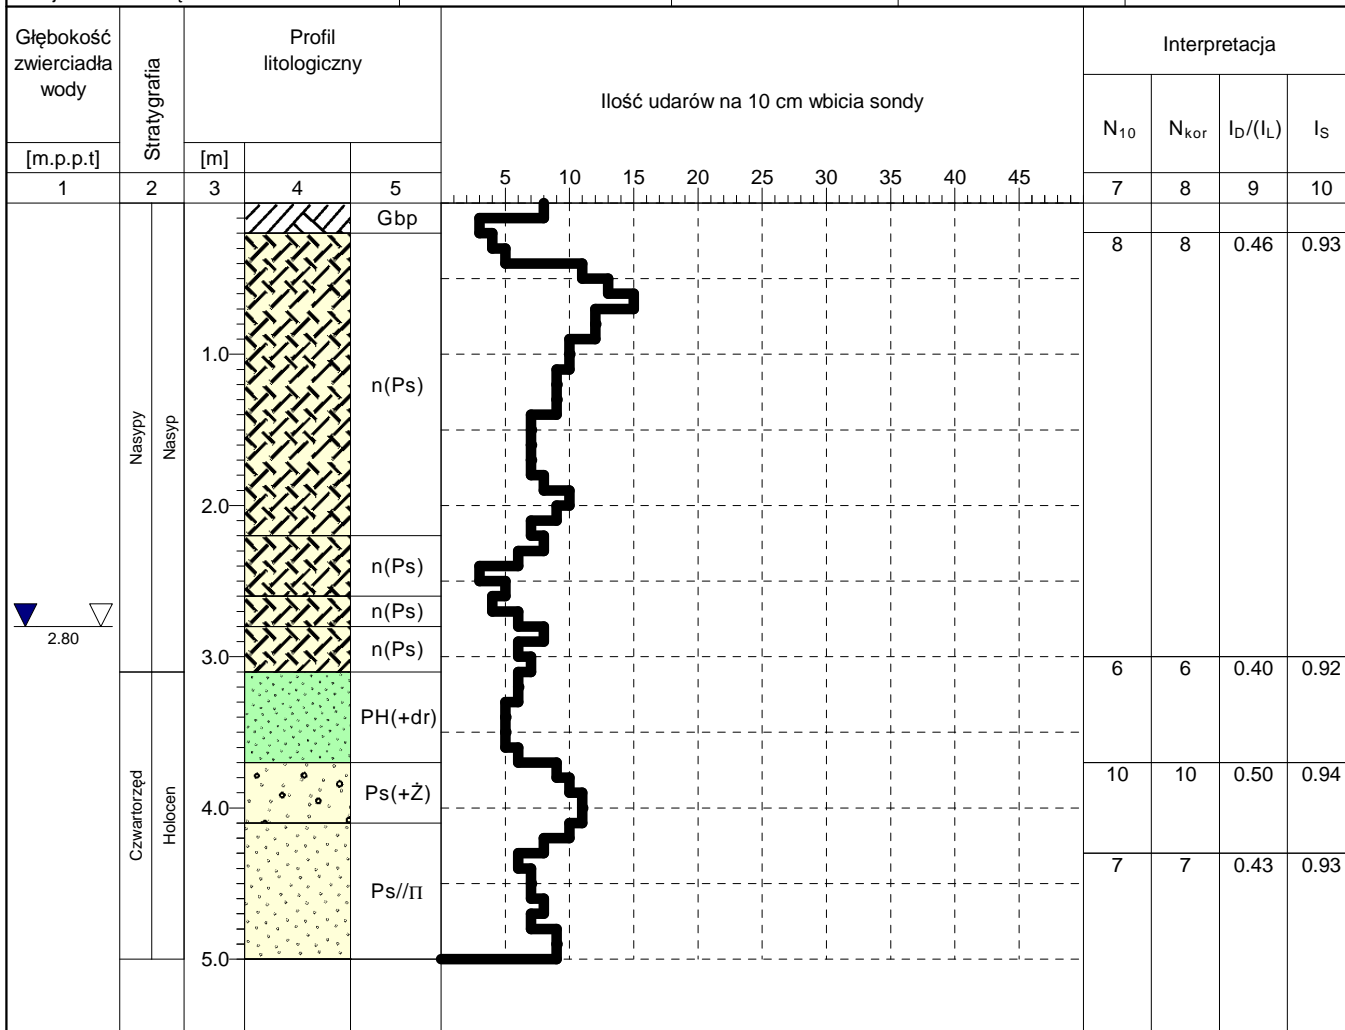 Głębokość
zwierciadła
wody
[m.p.p.t]
Stratygrafia
Profil
litologiczny
[m]
Ilość udarów na 10 cm wbicia sondy
Interpretacja
N10 Nkor ID/(IL) IS
1 2 3 4 5 7 8 9 10
5 10 15 20 25 30 35 40 45
Gbp
8 8 0.46 0.93
1.0
n(Ps)
Nasypy
Nasyp
2.0
n(Ps)
n(Ps)
2.80
n(Ps)
3.0
6 6 0.40 0.92
PH(+dr)
10 10 0.50 0.94
Ps(+Ż)
4.0
Czwartorzęd
Holocen
7 7 0.43 0.93
Ps//Π
5.0